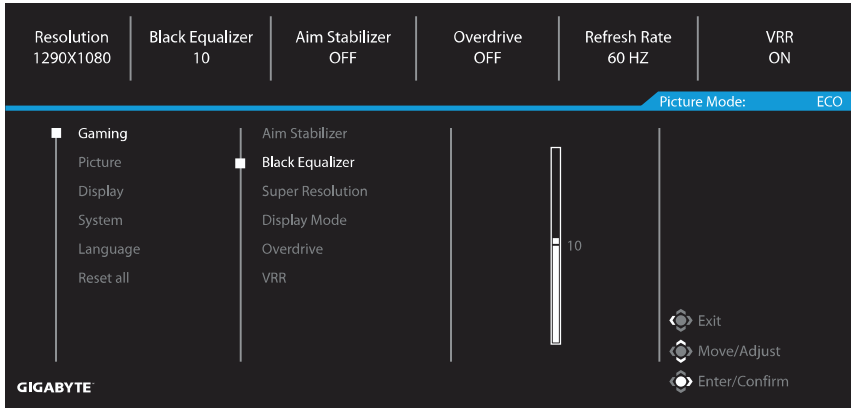 Resolution Black Equalizer Aim Stabilizer Overdrive Refresh Rate VRR
1290X1080 10 OFF OFF 60 HZ ON
Picture Mode: ECO
Gaming
Picture
Display
System
Language
Reset all
Aim Stabilizer
Black Equalizer
Super Resolution
Display Mode
Overdrive
VRR
10
Exit
Move/Adjust
Enter/Confirm
GIGABYTE™